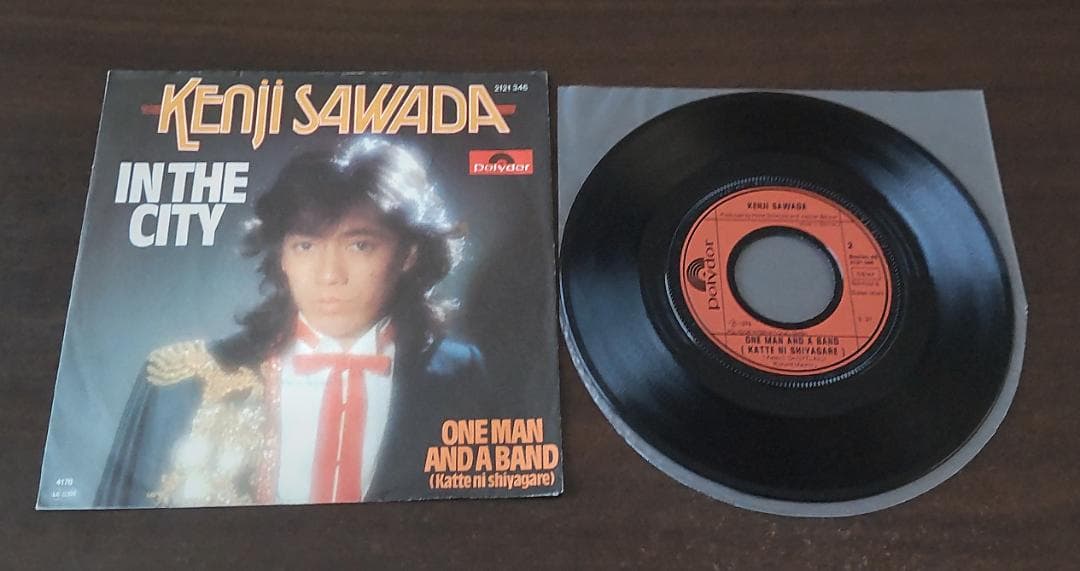 KENJI SAWADA
2121 346
polydor
IN THE
CITY
ONE MAN
AND A BAND
(Katte ni shiyagare)
4178
KENJI SAWADA
polydor
2
ONE MAN AND A BAND
( KATTE NI SHIYAGARE )